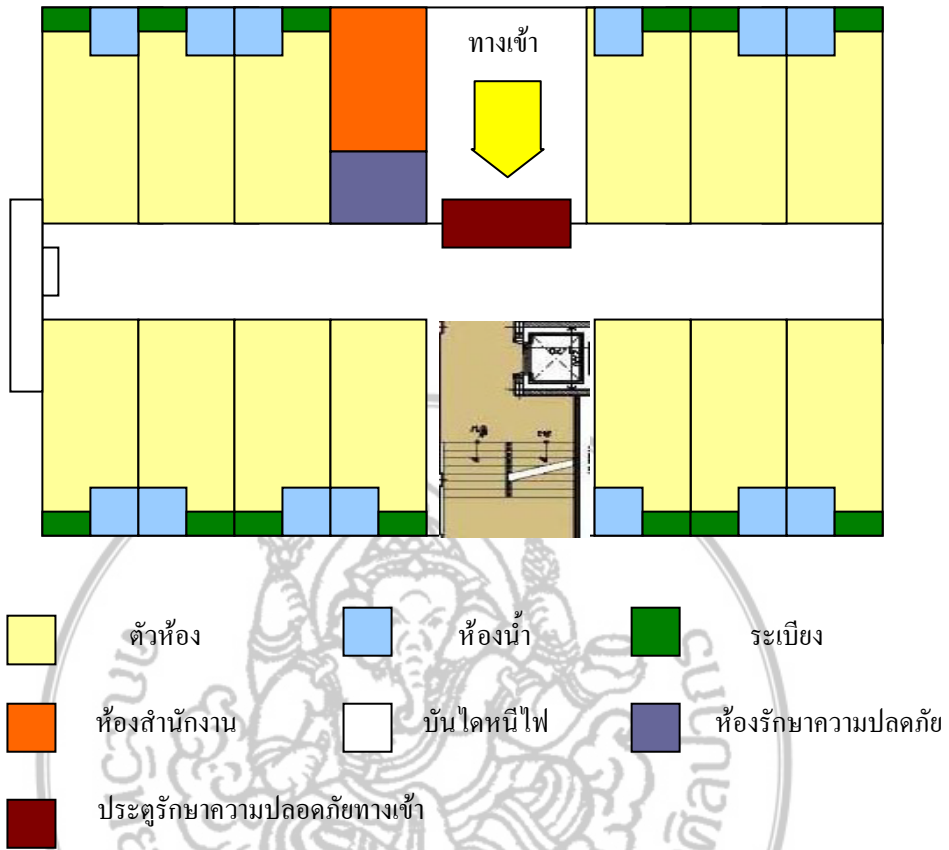 ทางเข้า
ตัวห้อง
ห้องน้ำ
ระเบียง
ห้องสำนักงาน
บันไดหนีไฟ
ห้องรักษาความปลดภัย
ประตูรักษาความปลอดภัยทางเข้า